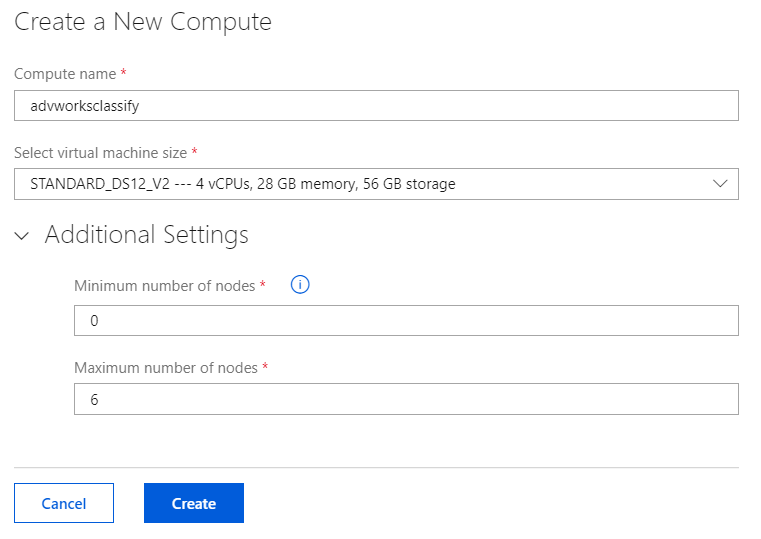 Create a New Compute
Compute name *
advworksclassify
Select virtual machine size *
STANDARD_DS12_V2 --- 4 vCPUs, 28 GB memory, 56 GB storage
Additional Settings
Minimum number of nodes * i
0
Maximum number of nodes *
6
Cancel Create